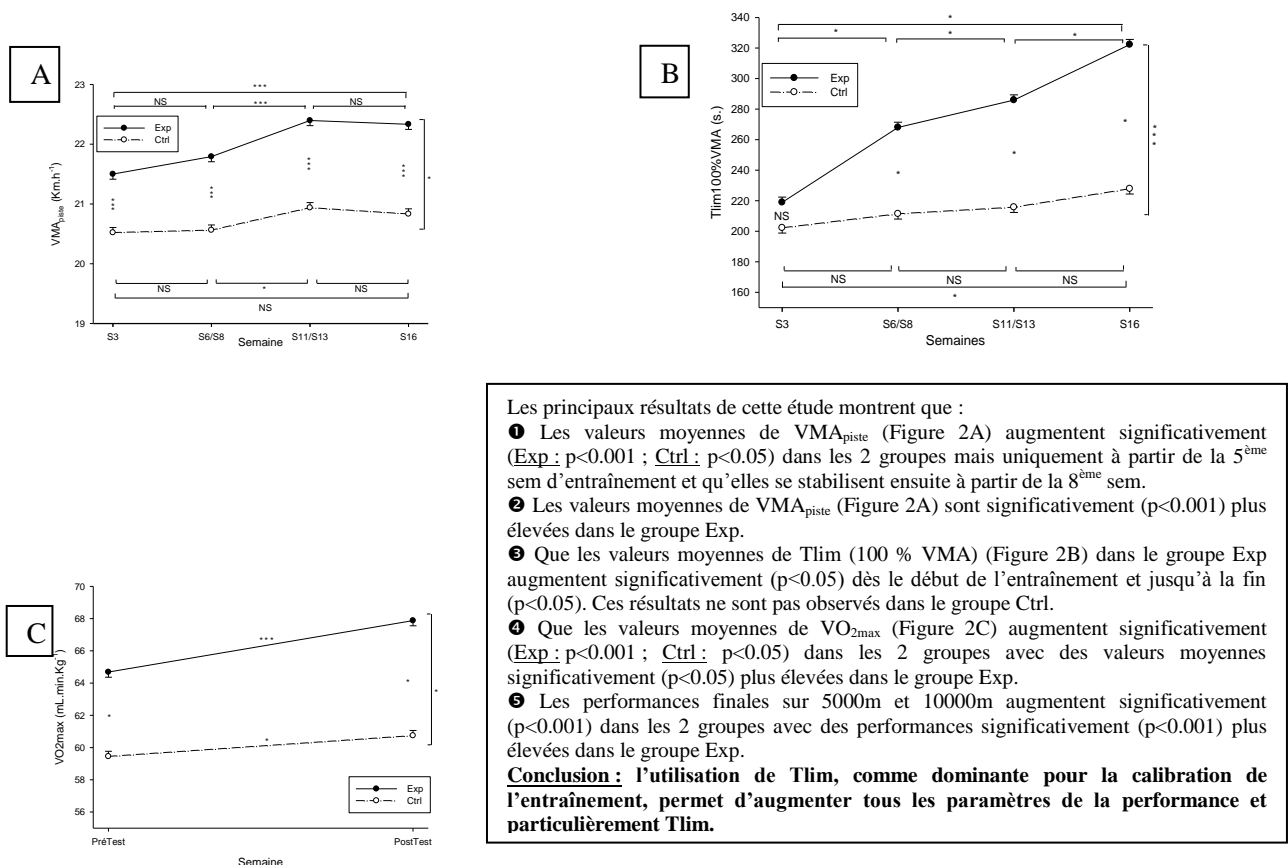 A
VMApiste (Km.h-1)
23
22
21
20
19
***
NS
***
NS
Exp
Ctrl
***
***
***
***
*
NS
*
NS
NS
S3
S6/S8
S11/S13
S16
Semaine
B
Tlim100%VMA (s.)
340
320
300
280
260
240
220
200
180
160
*
*
*
*
Exp
Ctrl
NS
*
*
*
***
NS
NS
NS
*
S3
S6/S8
S11/S13
S16
Semaines
C
VO2max (mL.min.Kg-1)
70
68
66
64
62
60
58
56
***
*
*
*
*
Exp
Ctrl
PréTest
PostTest
Semaine
Les principaux résultats de cette étude montrent que :
❶ Les valeurs moyennes de VMApiste (Figure 2A) augmentent significativement
(Exp : p<0.001 ; Ctrl : p<0.05) dans les 2 groupes mais uniquement à partir de la 5ème
sem d'entraînement et qu'elles se stabilisent ensuite à partir de la 8ème sem.
❷ Les valeurs moyennes de VMApiste (Figure 2A) sont significativement (p<0.001) plus
élevées dans le groupe Exp.
❸ Que les valeurs moyennes de Tlim (100 % VMA) (Figure 2B) dans le groupe Exp
augmentent significativement (p<0.05) dès le début de l'entraînement et jusqu'à la fin
(p<0.05). Ces résultats ne sont pas observés dans le groupe Ctrl.
❹ Que les valeurs moyennes de VO2max (Figure 2C) augmentent significativement
(Exp : p<0.001 ; Ctrl : p<0.05) dans les 2 groupes avec des valeurs moyennes
significativement (p<0.05) plus élevées dans le groupe Exp.
❺ Les performances finales sur 5000m et 10000m augmentent significativement
(p<0.001) dans les 2 groupes avec des performances significativement (p<0.001) plus
élevées dans le groupe Exp.
Conclusion : l'utilisation de Tlim, comme dominante pour la calibration de
l'entraînement, permet d'augmenter tous les paramètres de la performance et
particulièrement Tlim.